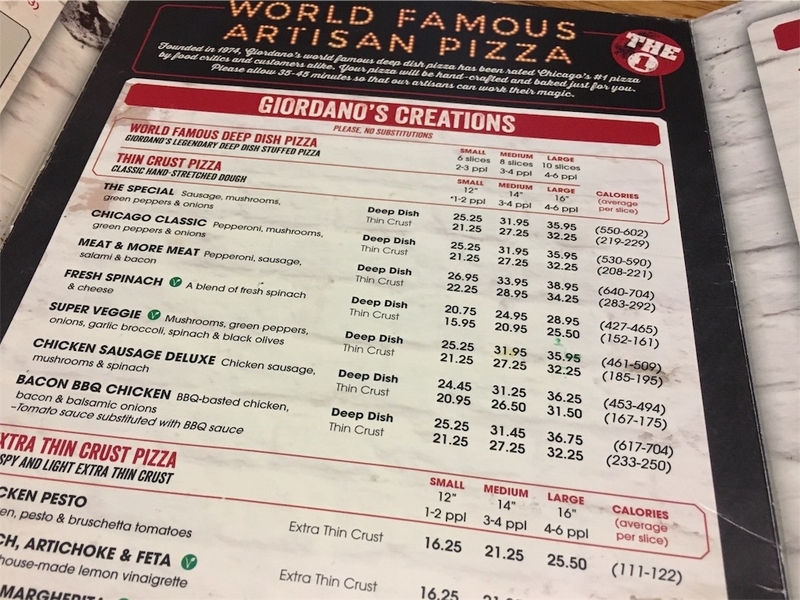 WORLD FAMOUS
ARTISAN PIZZA
THE
1
Founded in 1974, Giordano's world famous deep dish pizza has been rated Chicago's #1 pizza
by food critics and customers alike. Your pizza will be hand-crafted and baked just for you.
Please allow 35-45 minutes so that our artisans can work their magic.
GIORDANO'S CREATIONS
PLEASE, NO SUBSTITUTIONS
WORLD FAMOUS DEEP DISH PIZZA
GIORDANO'S LEGENDARY DEEP DISH STUFFED PIZZA
SMALL MEDIUM LARGE
6 slices 8 slices 10 slices
2-3 ppl 3-4 ppl 4-6 ppl
THIN CRUST PIZZA
CLASSIC HAND-STRETCHED DOUGH
SMALL MEDIUM LARGE CALORIES
12" 14" 16" (average
*1-2 ppl 3-4 ppl 4-6 ppl per slice)
THE SPECIAL Sausage, mushrooms, Deep Dish 25.25 31.95 35.95 (550-602)
green peppers & onions Thin Crust 21.25 27.25 32.25 (219-229)
CHICAGO CLASSIC Pepperoni, mushrooms, Deep Dish 25.25 31.95 35.95 (530-590)
green peppers & onions Thin Crust 21.25 27.25 32.25 (208-221)
MEAT & MORE MEAT Pepperoni, sausage, Deep Dish 26.95 33.95 38.95 (640-704)
salami & bacon Thin Crust 22.25 28.95 34.25 (283-292)
FRESH SPINACH V A blend of fresh spinach Deep Dish 20.75 24.95 28.95 (427-465)
& cheese Thin Crust 15.95 20.95 25.50 (152-161)
SUPER VEGGIE V Mushrooms, green peppers, Deep Dish 25.25 31.95 35.95 (461-509)
onions, garlic broccoli, spinach & black olives Thin Crust 21.25 27.25 32.25 (185-195)
CHICKEN SAUSAGE DELUXE Chicken sausage, Deep Dish 24.45 31.25 36.25 (453-494)
mushrooms & spinach Thin Crust 20.95 26.50 31.50 (167-175)
BACON BBQ CHICKEN BBQ-basted chicken, Deep Dish 25.25 31.45 36.75 (617-704)
bacon & balsamic onions Thin Crust 21.25 27.25 32.25 (233-250)
–Tomato sauce substituted with BBQ sauce
XTRA THIN CRUST PIZZA
SPY AND LIGHT EXTRA THIN CRUST
SMALL MEDIUM LARGE CALORIES
12" 14" 16" (average
1-2 ppl 3-4 ppl 4-6 ppl per slice)
CKEN PESTO
en, pesto & bruschetta tomatoes Extra Thin Crust 16.25 21.25 25.50 (111-122)
CH, ARTICHOKE & FETA V
house-made lemon vinaigrette Extra Thin Crust 16.25
MARGHERITA